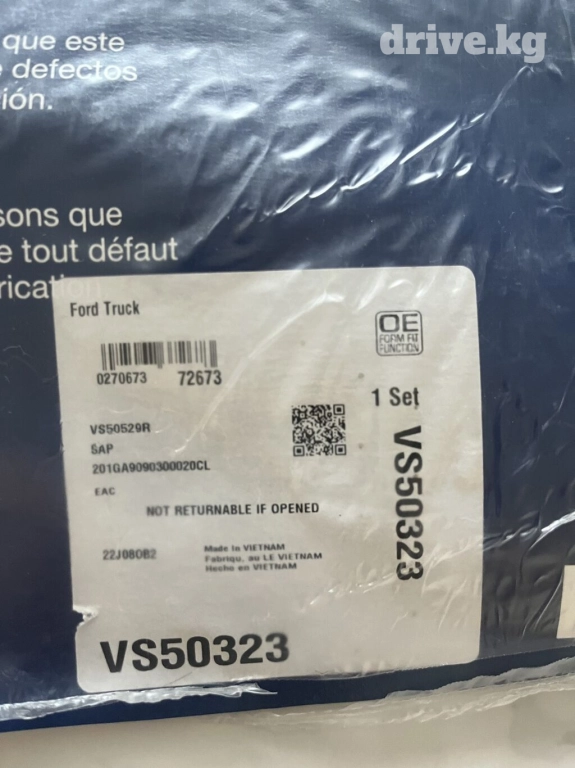 drive.kg
que este
defectos
ión.
sons que
e tout défaut
rication
Ford Truck
OE
FORM FIT
FUNCTION
0270673 72673
1 Set
VS50529R
SAP
201GA9090300020CL
EAC
NOT RETURNABLE IF OPENED
VS50323
22J080B2
Made in VIETNAM
Fabriqu. au LE VIETNAM
Hecho en VIETNAM
VS50323